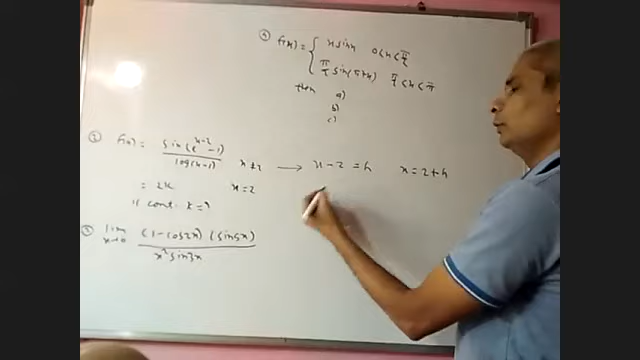 ④ f(x) = { x sin x   0 < x ≤ π/2
π/2 sin(π+x)   π/2 < x < π
then a)
b)
c)
② f(x) = sin(e^(x-2) - 1) / log(x-1)   x ≠ 2 ⟶ x - 2 = h   x = 2 + h
= 2k   x = 2
if cont. k = ?
③ lim x→0 (1 - cos2x) (sin5x) / x² sin3x